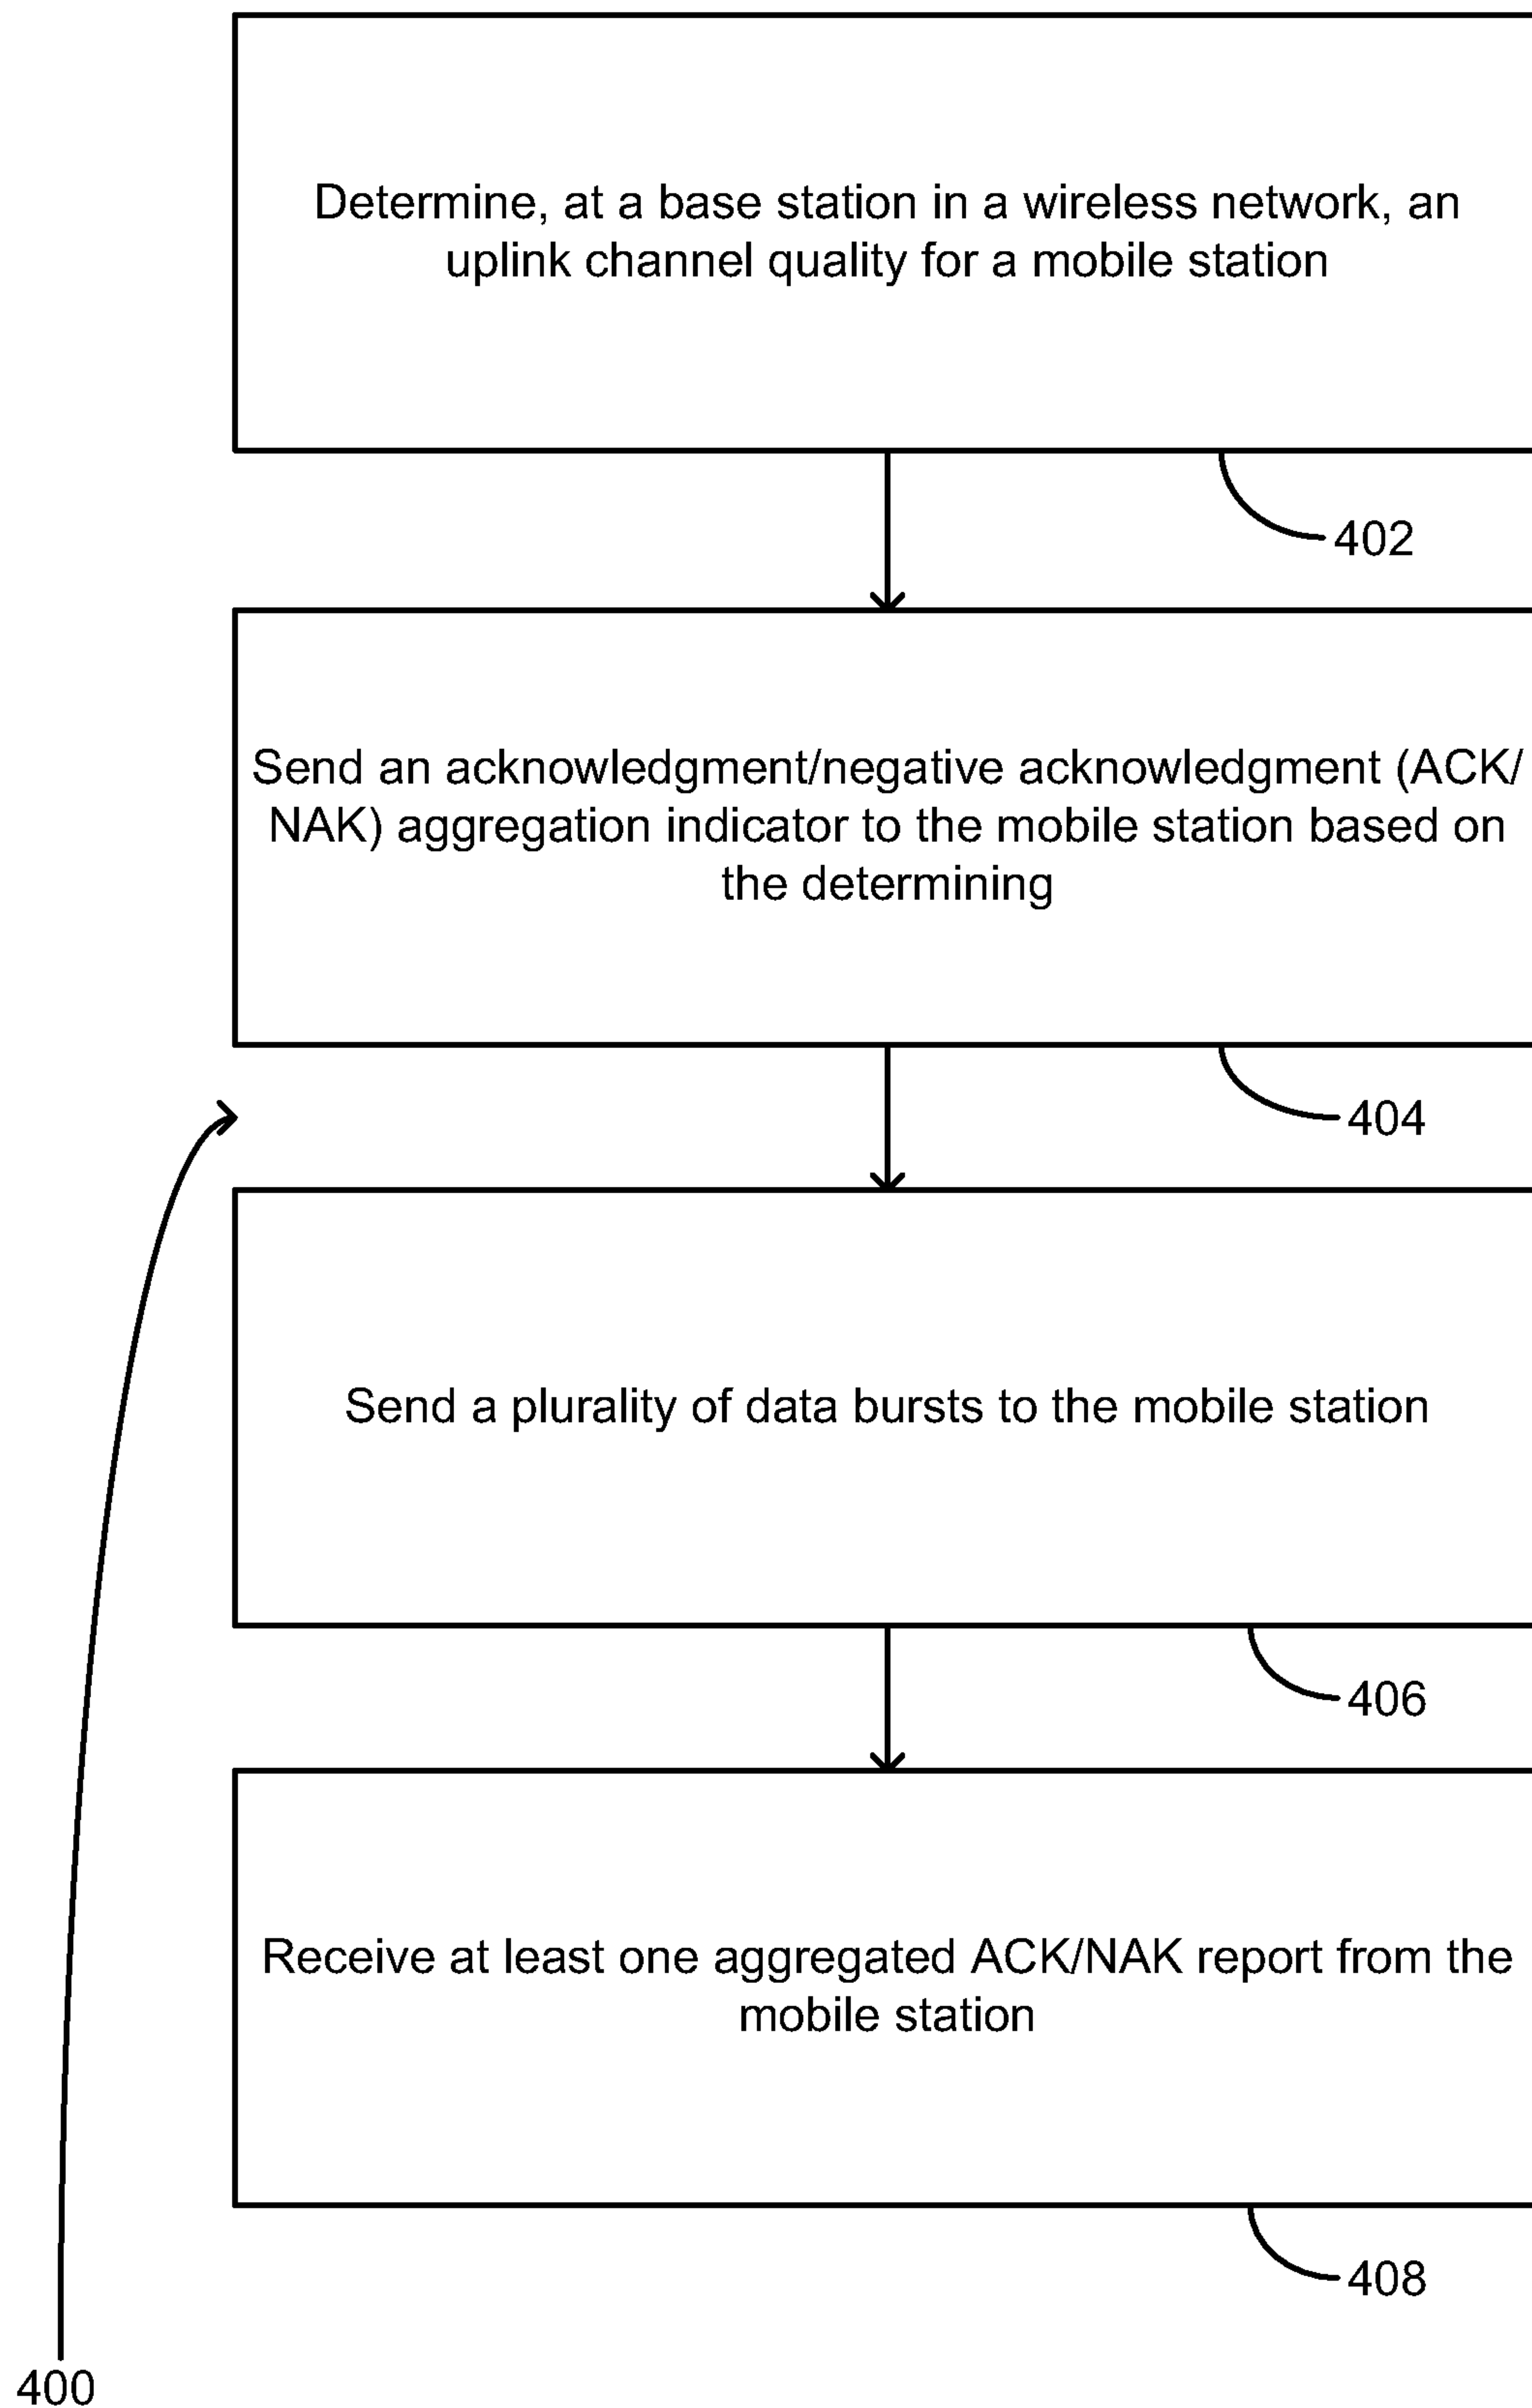 Determine, at a base station in a wireless network, an
uplink channel quality for a mobile station
402
Send an acknowledgment/negative acknowledgment (ACK/
NAK) aggregation indicator to the mobile station based on
the determining
404
Send a plurality of data bursts to the mobile station
406
Receive at least one aggregated ACK/NAK report from the
mobile station
408
400